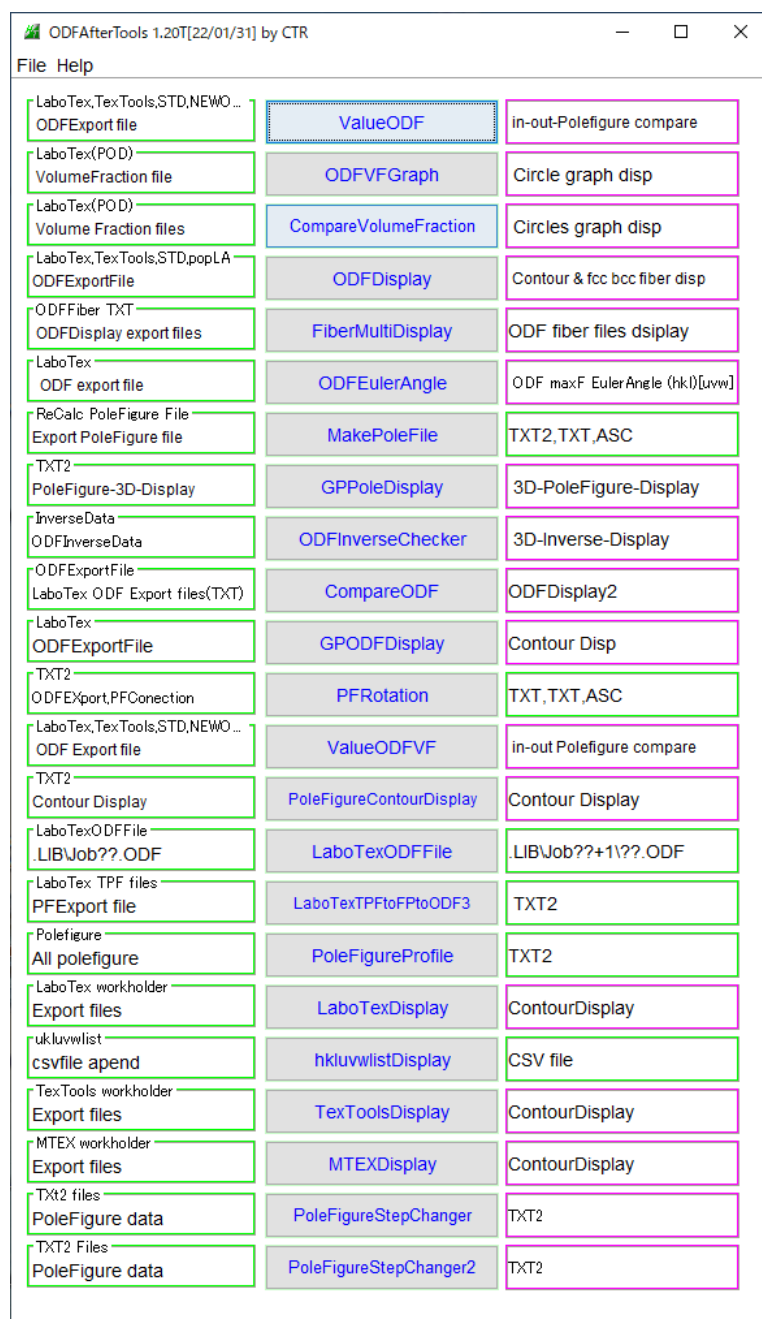 ODFAfterTools 1.20T[22/01/31] by CTR
File Help
LaboTex,TexTools,STD,NEWO...
ODFExport file
ValueODF
in-out-Polefigure compare
LaboTex(POD)
VolumeFraction file
ODFVFGraph
Circle graph disp
LaboTex(POD)
Volume Fraction files
CompareVolumeFraction
Circles graph disp
LaboTex,TexTools,STD,popLA
ODFExportFile
ODFDisplay
Contour & fcc bcc fiber disp
ODFFiber TXT
ODFDisplay export files
FiberMultiDisplay
ODF fiber files dsiplay
LaboTex
ODF export file
ODFEulerAngle
ODF maxF EulerAngle (hkl)[uvw]
ReCalc PoleFigure File
Export PoleFigure file
MakePoleFile
TXT2,TXT,ASC
TXT2
PoleFigure-3D-Display
GPPoleDisplay
3D-PoleFigure-Display
InverseData
ODFInverseData
ODFInverseChecker
3D-Inverse-Display
ODFExportFile
LaboTex ODF Export files(TXT)
CompareODF
ODFDisplay2
LaboTex
ODFExportFile
GPODFDisplay
Contour Disp
TXT2
ODFEXport,PFConection
PFRotation
TXT,TXT,ASC
LaboTex,TexTools,STD,NEWO...
ODF Export file
ValueODFVF
in-out Polefigure compare
TXT2
Contour Display
PoleFigureContourDisplay
Contour Display
LaboTexODFFile
.LIB\Job??.ODF
LaboTexODFFile
.LIB\Job??+1\??.ODF
LaboTex TPF files
PFExport file
LaboTexTPFtoFPtoODF3
TXT2
Polefigure
All polefigure
PoleFigureProfile
TXT2
LaboTex workholder
Export files
LaboTexDisplay
ContourDisplay
ukluvwlist
csvfile apend
hkluvwlistDisplay
CSV file
TexTools workholder
Export files
TexToolsDisplay
ContourDisplay
MTEX workholder
Export files
MTEXDisplay
ContourDisplay
TXt2 files
PoleFigure data
PoleFigureStepChanger
TXT2
TXT2 Files
PoleFigure data
PoleFigureStepChanger2
TXT2